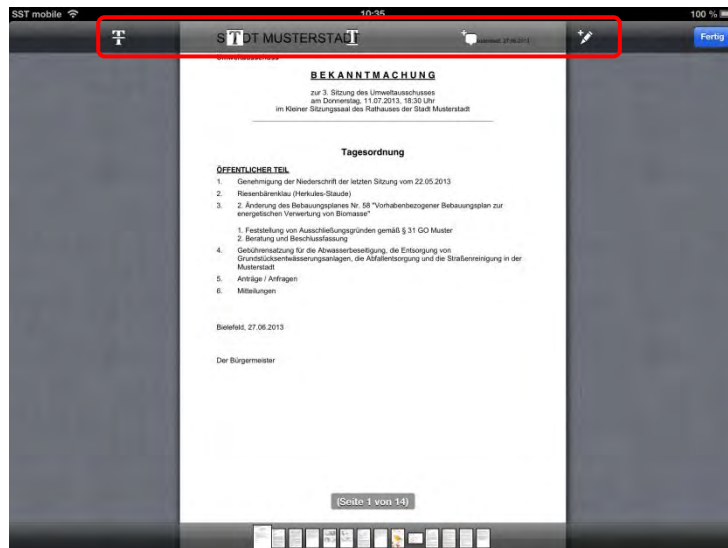 SST mobile 10:35 100 %
Fertig
STADT MUSTERSTADT
Umweltausschuss
BEKANNTMACHUNG
zur 3. Sitzung des Umweltausschusses
am Donnerstag, 11.07.2013, 18:30 Uhr
im Kleiner Sitzungssaal des Rathauses der Stadt Musterstadt
Tagesordnung
ÖFFENTLICHER TEIL
1. Genehmigung der Niederschrift der letzten Sitzung vom 22.05.2013
2. Riesenbärenklau (Herkules-Staude)
3. 2. Änderung des Bebauungsplanes Nr. 58 "Vorhabenbezogener Bebauungsplan zur
energetischen Verwertung von Biomasse"
1. Feststellung von Ausschließungsgründen gemäß § 31 GO Muster
2. Beratung und Beschlussfassung
4. Gebührensatzung für die Abwasserbeseitigung, die Entsorgung von
Grundstücksentwässerungsanlagen, die Abfallentsorgung und die Straßenreinigung in der
Musterstadt
5. Anträge / Anfragen
6. Mitteilungen
Bielefeld, 27.06.2013
Der Bürgermeister
(Seite 1 von 14)